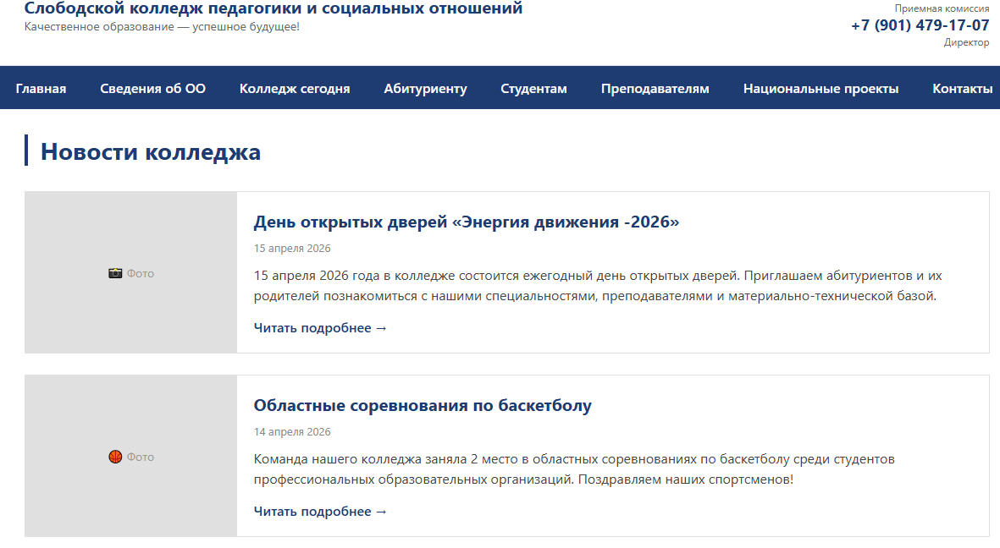 Слободской колледж педагогики и социальных отношений
Качественное образование — успешное будущее!
Приемная комиссия
+7 (901) 479-17-07
Директор
Главная Сведения об ОО Колледж сегодня Абитуриенту Студентам Преподавателям Национальные проекты Контакты
Новости колледжа
📷 Фото
День открытых дверей «Энергия движения -2026»
15 апреля 2026
15 апреля 2026 года в колледже состоится ежегодный день открытых дверей. Приглашаем абитуриентов и их
родителей познакомиться с нашими специальностями, преподавателями и материально-технической базой.
Читать подробнее →
🏀 Фото
Областные соревнования по баскетболу
14 апреля 2026
Команда нашего колледжа заняла 2 место в областных соревнованиях по баскетболу среди студентов
профессиональных образовательных организаций. Поздравляем наших спортсменов!
Читать подробнее →